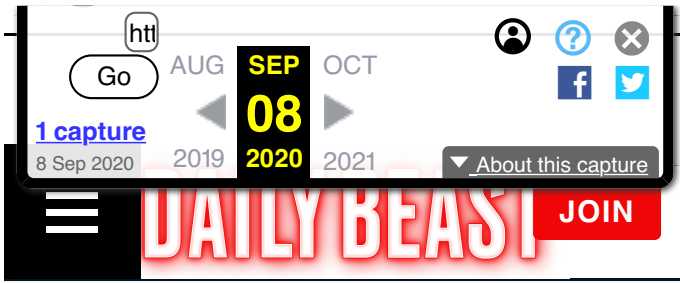 htt
Go
AUG SEP OCT
08
1 capture
8 Sep 2020
2019 2020 2021
About this capture
DAILY BEAST
JOIN